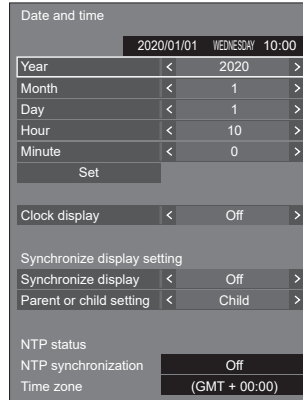 Date and time
2020/01/01 WEDNESDAY 10:00
Year < 2020 >
Month < 1 >
Day < 1 >
Hour < 10 >
Minute < 0 >
Set
Clock display < Off >
Synchronize display setting
Synchronize display < Off >
Parent or child setting < Child >
NTP status
NTP synchronization Off
Time zone (GMT + 00:00)